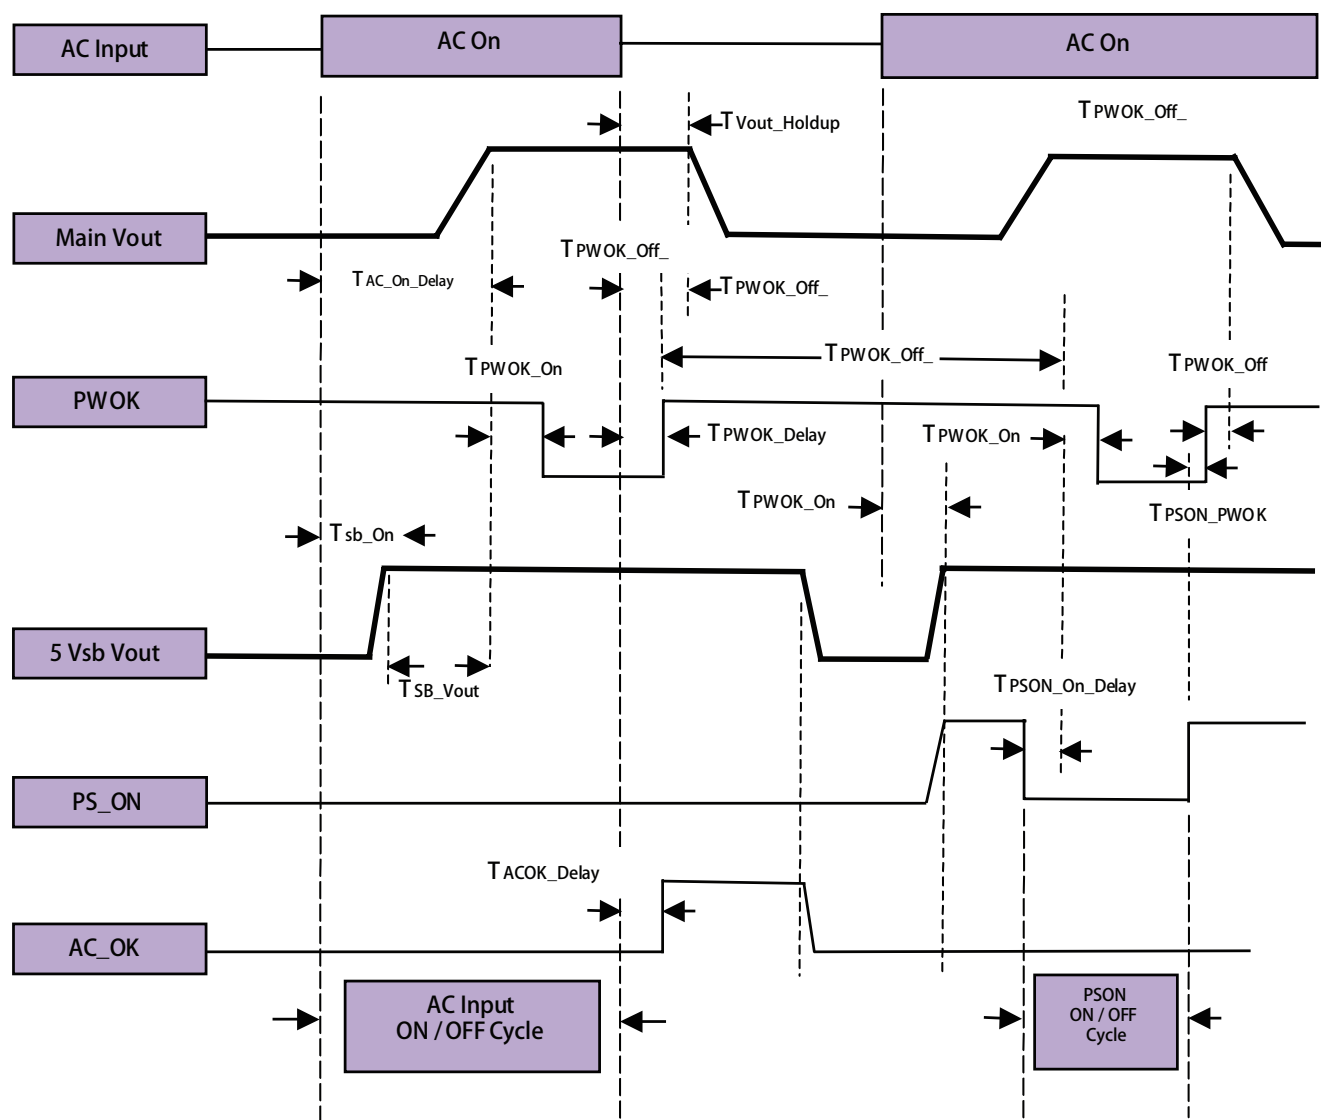 AC Input
AC On
AC On
TVout_Holdup
TPWOK_Off_
Main Vout
TPWOK_Off_
TAC_On_Delay
TPWOK_Off_
TPWOK_Off_
TPWOK_On
TPWOK_Off
PWOK
TPWOK_Delay
TPWOK_On
TPWOK_On
TPSON_PWOK
Tsb_On
5 Vsb Vout
TSB_Vout
TPSON_On_Delay
PS_ON
TACOK_Delay
AC_OK
AC Input
ON / OFF Cycle
PSON
ON / OFF
Cycle